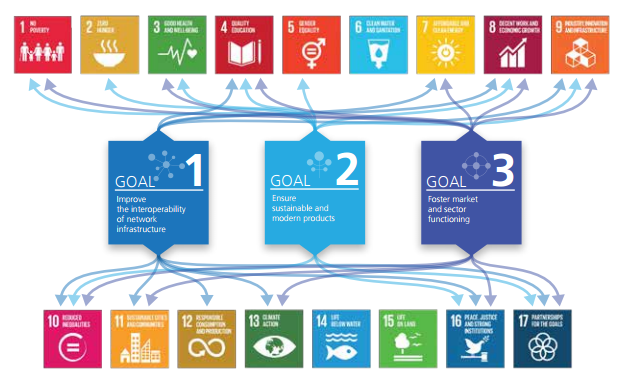 1 NO
POVERTY
2 ZERO
HUNGER
3 GOOD HEALTH
AND WELL-BEING
4 QUALITY
EDUCATION
5 GENDER
EQUALITY
6 CLEAN WATER
AND SANITATION
7 AFFORDABLE AND
CLEAN ENERGY
8 DECENT WORK AND
ECONOMIC GROWTH
9 INDUSTRY, INNOVATION
AND INFRASTRUCTURE
GOAL 1
Improve
the interoperability
of network
infrastructure
GOAL 2
Ensure
sustainable and
modern products
GOAL 3
Foster market
and sector
functioning
10 REDUCED
INEQUALITIES
11 SUSTAINABLE CITIES
AND COMMUNITIES
12 RESPONSIBLE
CONSUMPTION
AND PRODUCTION
13 CLIMATE
ACTION
14 LIFE
BELOW WATER
15 LIFE
ON LAND
16 PEACE, JUSTICE
AND STRONG
INSTITUTIONS
17 PARTNERSHIPS
FOR THE GOALS